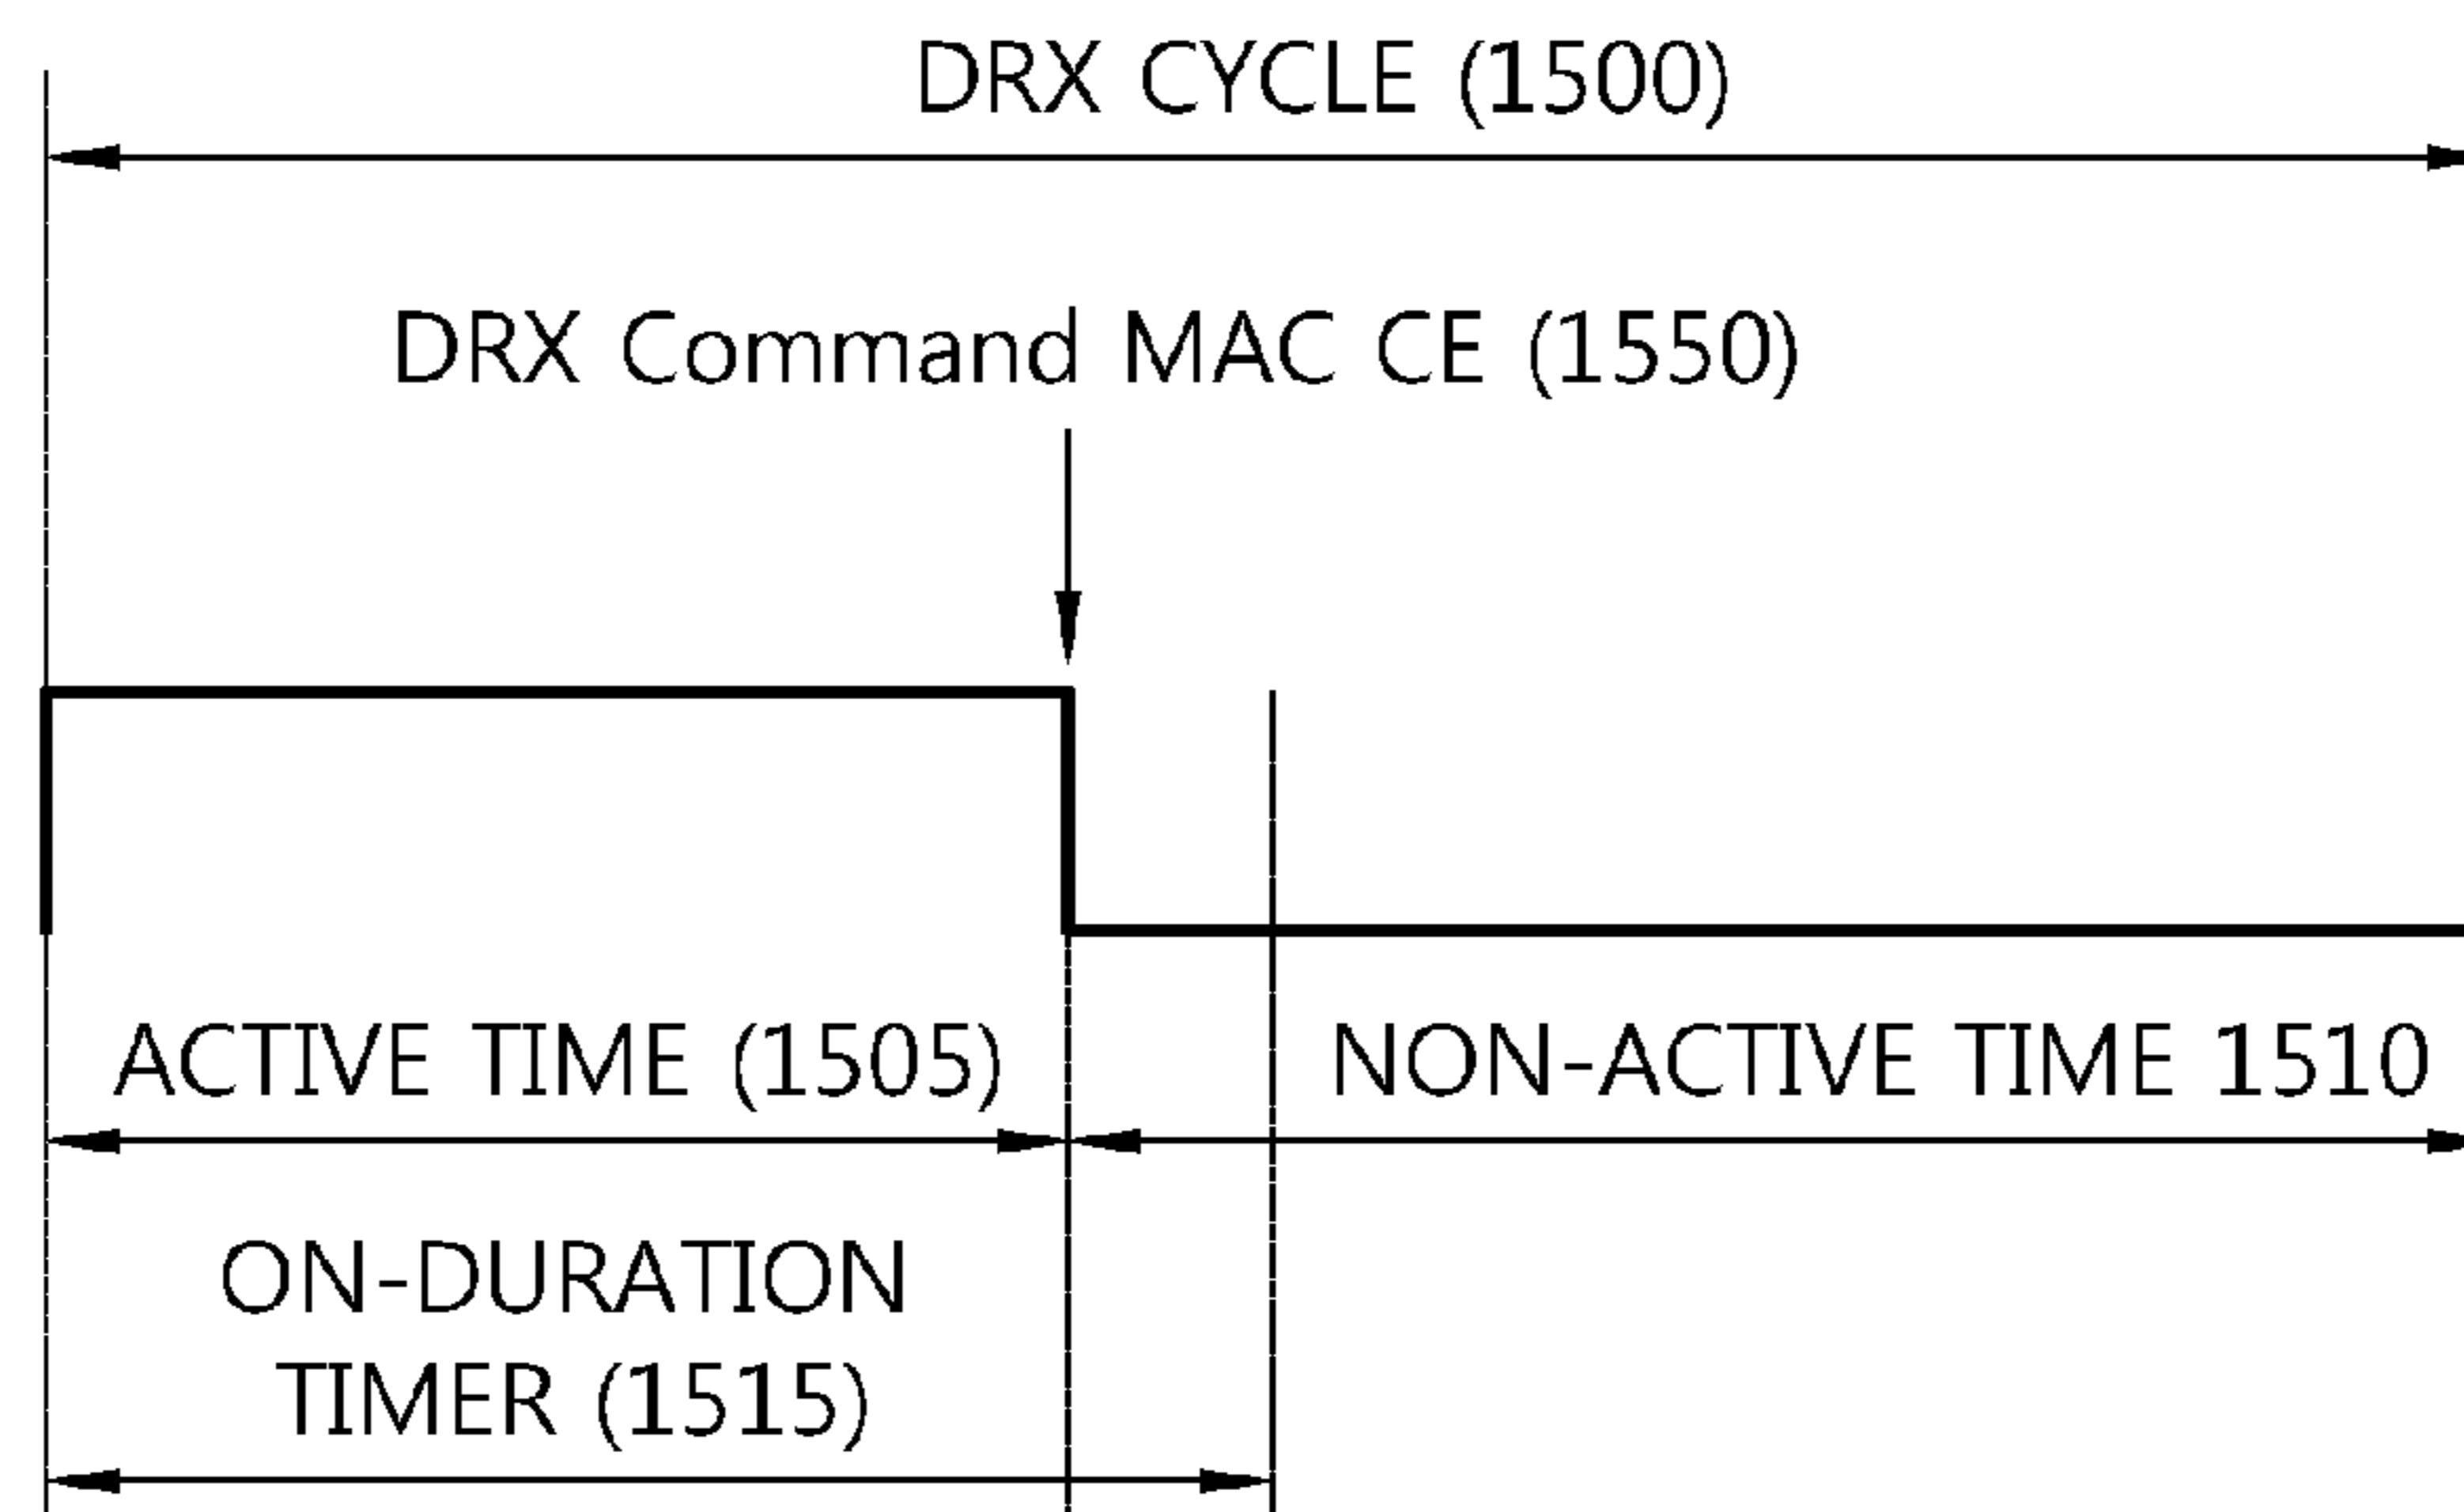 DRX CYCLE (1500)
DRX Command MAC CE (1550)
ACTIVE TIME (1505)
NON-ACTIVE TIME 1510
ON-DURATION
TIMER (1515)